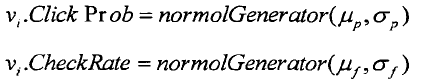 v_i.Click Prob = normolGenerator(μ_p, σ_p)
v_i.CheckRate = normolGenerator(μ_f, σ_f)